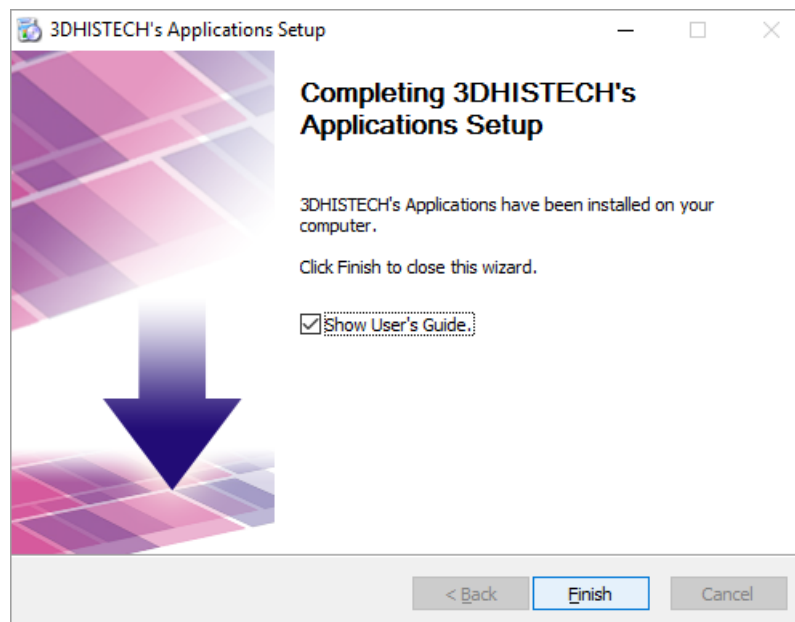 3DHISTECH's Applications Setup
Completing 3DHISTECH's
Applications Setup
3DHISTECH's Applications have been installed on your
computer.
Click Finish to close this wizard.
Show User's Guide.
< Back
Finish
Cancel